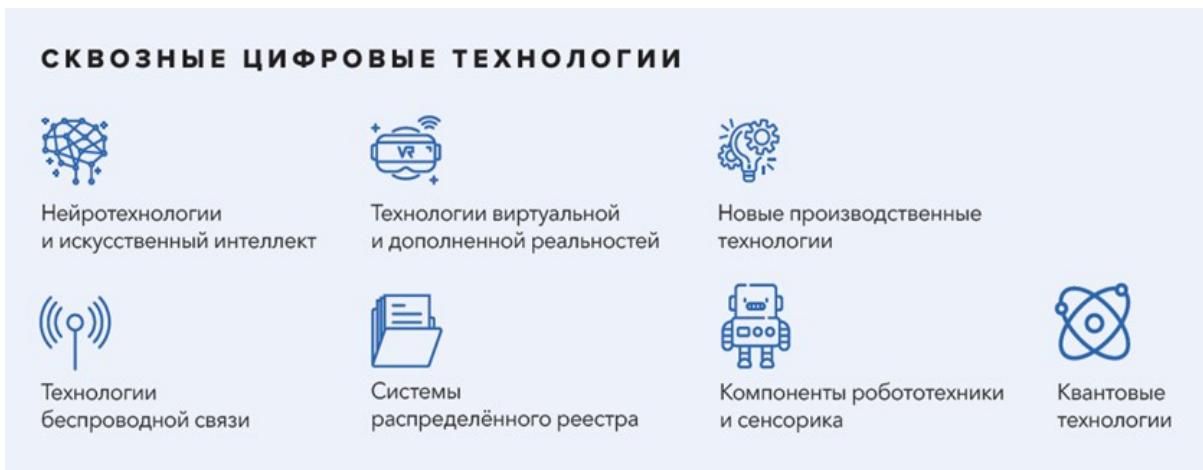 СКВОЗНЫЕ ЦИФРОВЫЕ ТЕХНОЛОГИИ
Нейротехнологии
и искусственный интеллект
VR
Технологии виртуальной
и дополненной реальностей
Новые производственные
технологии
Технологии
беспроводной связи
Системы
распределённого реестра
Компоненты робототехники
и сенсорика
Квантовые
технологии